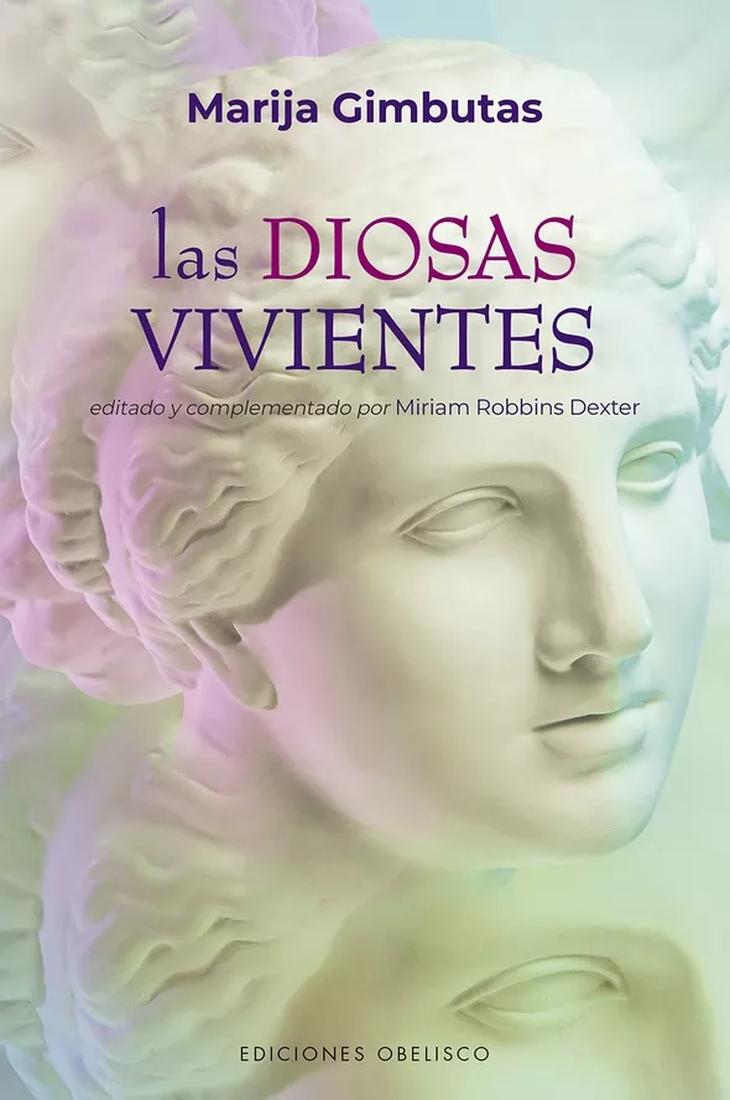 Marija Gimbutas
las DIOSAS
VIVIENTES
editado y complementado por Miriam Robbins Dexter
EDICIONES OBELISCO